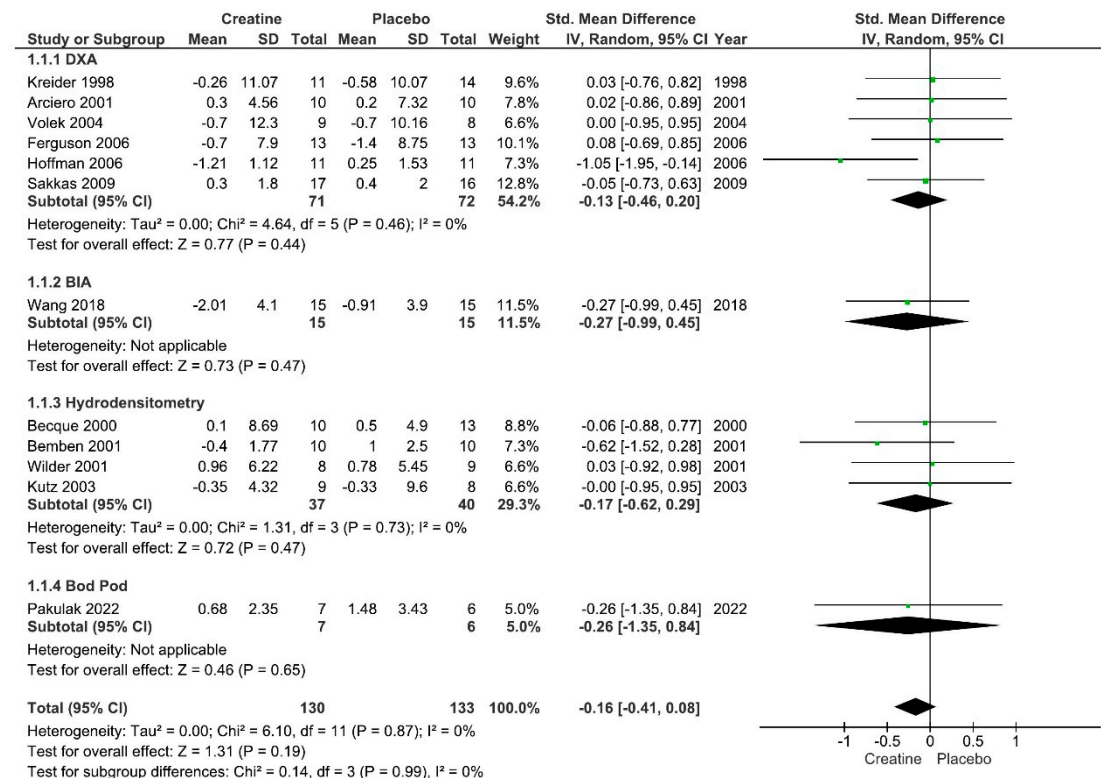 Creatine Placebo Std. Mean Difference Std. Mean Difference
Study or Subgroup Mean SD Total Mean SD Total Weight IV, Random, 95% CI Year IV, Random, 95% CI
1.1.1 DXA
Kreider 1998 -0.26 11.07 11 -0.58 10.07 14 9.6% 0.03 [-0.76, 0.82] 1998
Arciero 2001 0.3 4.56 10 0.2 7.32 10 7.8% 0.02 [-0.86, 0.89] 2001
Volek 2004 -0.7 12.3 9 -0.7 10.16 8 6.6% 0.00 [-0.95, 0.95] 2004
Ferguson 2006 -0.7 7.9 13 -1.4 8.75 13 10.1% 0.08 [-0.69, 0.85] 2006
Hoffman 2006 -1.21 1.12 11 0.25 1.53 11 7.3% -1.05 [-1.95, -0.14] 2006
Sakkas 2009 0.3 1.8 17 0.4 2 16 12.8% -0.05 [-0.73, 0.63] 2009
Subtotal (95% CI) 71 72 54.2% -0.13 [-0.46, 0.20]
Heterogeneity: Tau² = 0.00; Chi² = 4.64, df = 5 (P = 0.46); I² = 0%
Test for overall effect: Z = 0.77 (P = 0.44)
1.1.2 BIA
Wang 2018 -2.01 4.1 15 -0.91 3.9 15 11.5% -0.27 [-0.99, 0.45] 2018
Subtotal (95% CI) 15 15 11.5% -0.27 [-0.99, 0.45]
Heterogeneity: Not applicable
Test for overall effect: Z = 0.73 (P = 0.47)
1.1.3 Hydrodensitometry
Becque 2000 0.1 8.69 10 0.5 4.9 13 8.8% -0.06 [-0.88, 0.77] 2000
Bemben 2001 -0.4 1.77 10 1 2.5 10 7.3% -0.62 [-1.52, 0.28] 2001
Wilder 2001 0.96 6.22 8 0.78 5.45 9 6.6% 0.03 [-0.92, 0.98] 2001
Kutz 2003 -0.35 4.32 9 -0.33 9.6 8 6.6% -0.00 [-0.95, 0.95] 2003
Subtotal (95% CI) 37 40 29.3% -0.17 [-0.62, 0.29]
Heterogeneity: Tau² = 0.00; Chi² = 1.31, df = 3 (P = 0.73); I² = 0%
Test for overall effect: Z = 0.72 (P = 0.47)
1.1.4 Bod Pod
Pakulak 2022 0.68 2.35 7 1.48 3.43 6 5.0% -0.26 [-1.35, 0.84] 2022
Subtotal (95% CI) 7 6 5.0% -0.26 [-1.35, 0.84]
Heterogeneity: Not applicable
Test for overall effect: Z = 0.46 (P = 0.65)
Total (95% CI) 130 133 100.0% -0.16 [-0.41, 0.08]
Heterogeneity: Tau² = 0.00; Chi² = 6.10, df = 11 (P = 0.87); I² = 0%
Test for overall effect: Z = 1.31 (P = 0.19)
Test for subgroup differences: Chi² = 0.14, df = 3 (P = 0.99), I² = 0%
-1 -0.5 0 0.5 1
Creatine Placebo